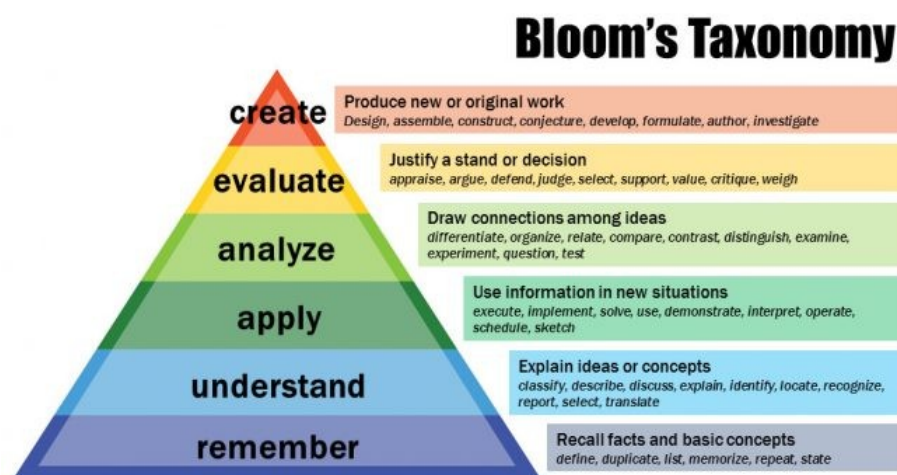 Bloom's Taxonomy
create
Produce new or original work
Design, assemble, construct, conjecture, develop, formulate, author, investigate
evaluate
Justify a stand or decision
appraise, argue, defend, judge, select, support, value, critique, weigh
analyze
Draw connections among ideas
differentiate, organize, relate, compare, contrast, distinguish, examine,
experiment, question, test
apply
Use information in new situations
execute, implement, solve, use, demonstrate, interpret, operate,
schedule, sketch
understand
Explain ideas or concepts
classify, describe, discuss, explain, identify, locate, recognize,
report, select, translate
remember
Recall facts and basic concepts
define, duplicate, list, memorize, repeat, state